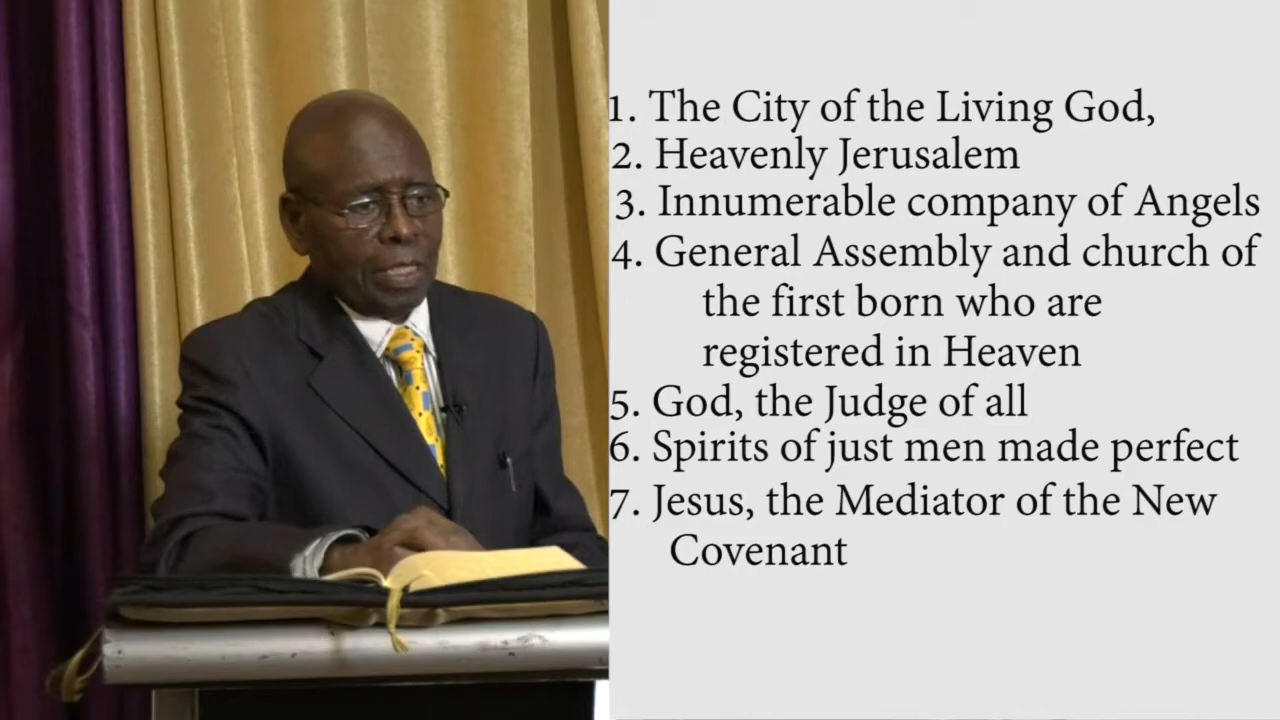 1. The City of the Living God,
2. Heavenly Jerusalem
3. Innumerable company of Angels
4. General Assembly and church of
the first born who are
registered in Heaven
5. God, the Judge of all
6. Spirits of just men made perfect
7. Jesus, the Mediator of the New
Covenant